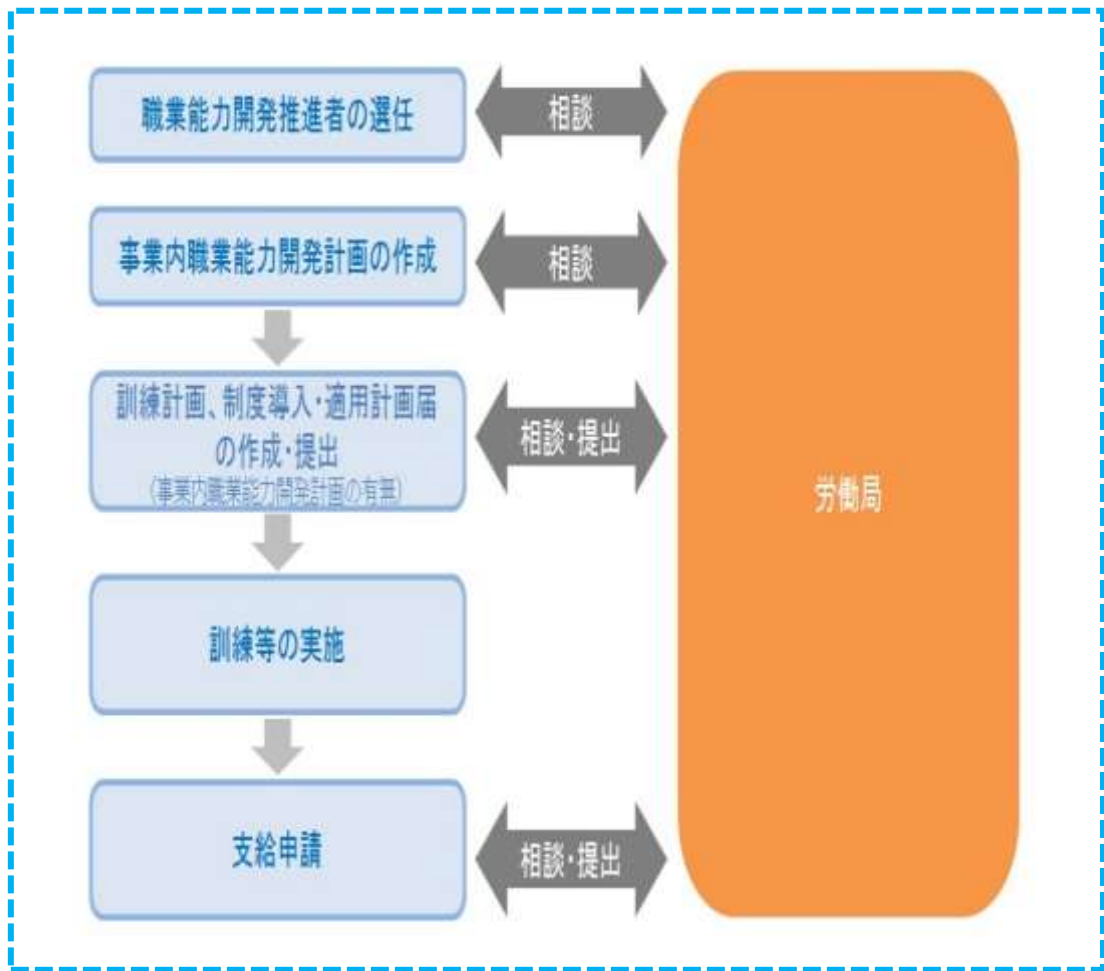 職業能力開発推進者の選任
相談
事業内職業能力開発計画の作成
相談
訓練計画、制度導入・適用計画届
の作成・提出
(事業内職業能力開発計画の有無)
相談・提出
労働局
訓練等の実施
支給申請
相談・提出